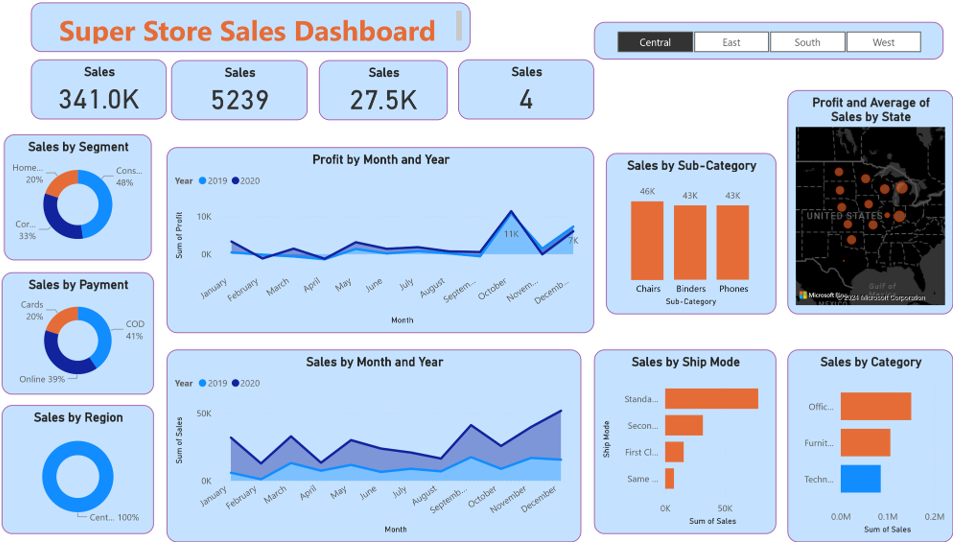 Super Store Sales Dashboard
Central
East
South
West
Sales
341.0K
Sales
5239
Sales
27.5K
Sales
4
Profit and Average of
Sales by State
UNITED STATES
Gulf of
MEXICO
Microsoft Bing
© 2024 Microsoft Corporation
Sales by Segment
Home...
20%
Cons...
48%
Cor...
33%
Profit by Month and Year
Year 2019 2020
Sum of Profit
10K
0K
11K
7K
January
February
March
April
May
June
July
August
Septem...
October
Novem...
Decemb...
Month
Sales by Sub-Category
46K
43K
43K
Chairs
Binders
Phones
Sub-Category
Sales by Payment
Cards
20%
COD
41%
Online 39%
Sales by Month and Year
Year 2019 2020
Sum of Sales
50K
0K
January
February
March
April
May
June
July
August
Septemb...
October
November
December
Month
Sales by Ship Mode
Ship Mode
Standa...
Secon...
First Cl...
Same ...
0K
50K
Sum of Sales
Sales by Category
Offic...
Furnit...
Techn...
0.0M
0.1M
0.2M
Sum of Sales
Sales by Region
Cent... 100%